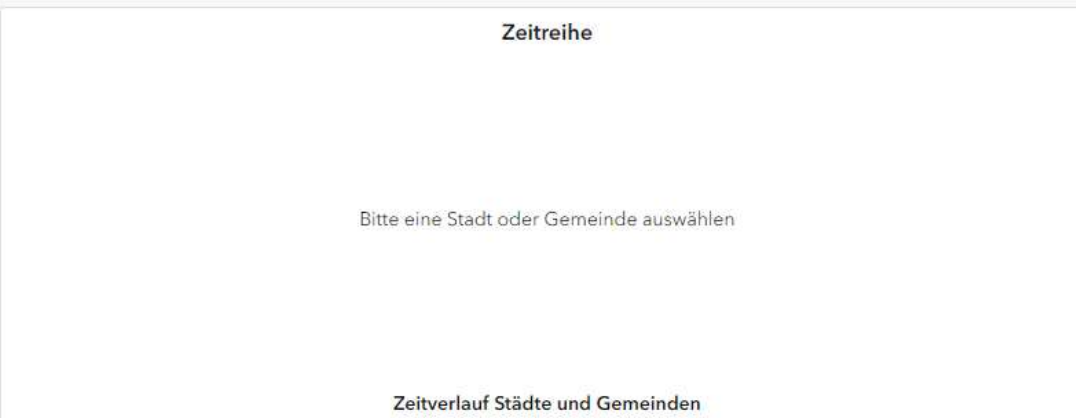 Zeitreihe
Bitte eine Stadt oder Gemeinde auswählen
Zeitverlauf Städte und Gemeinden